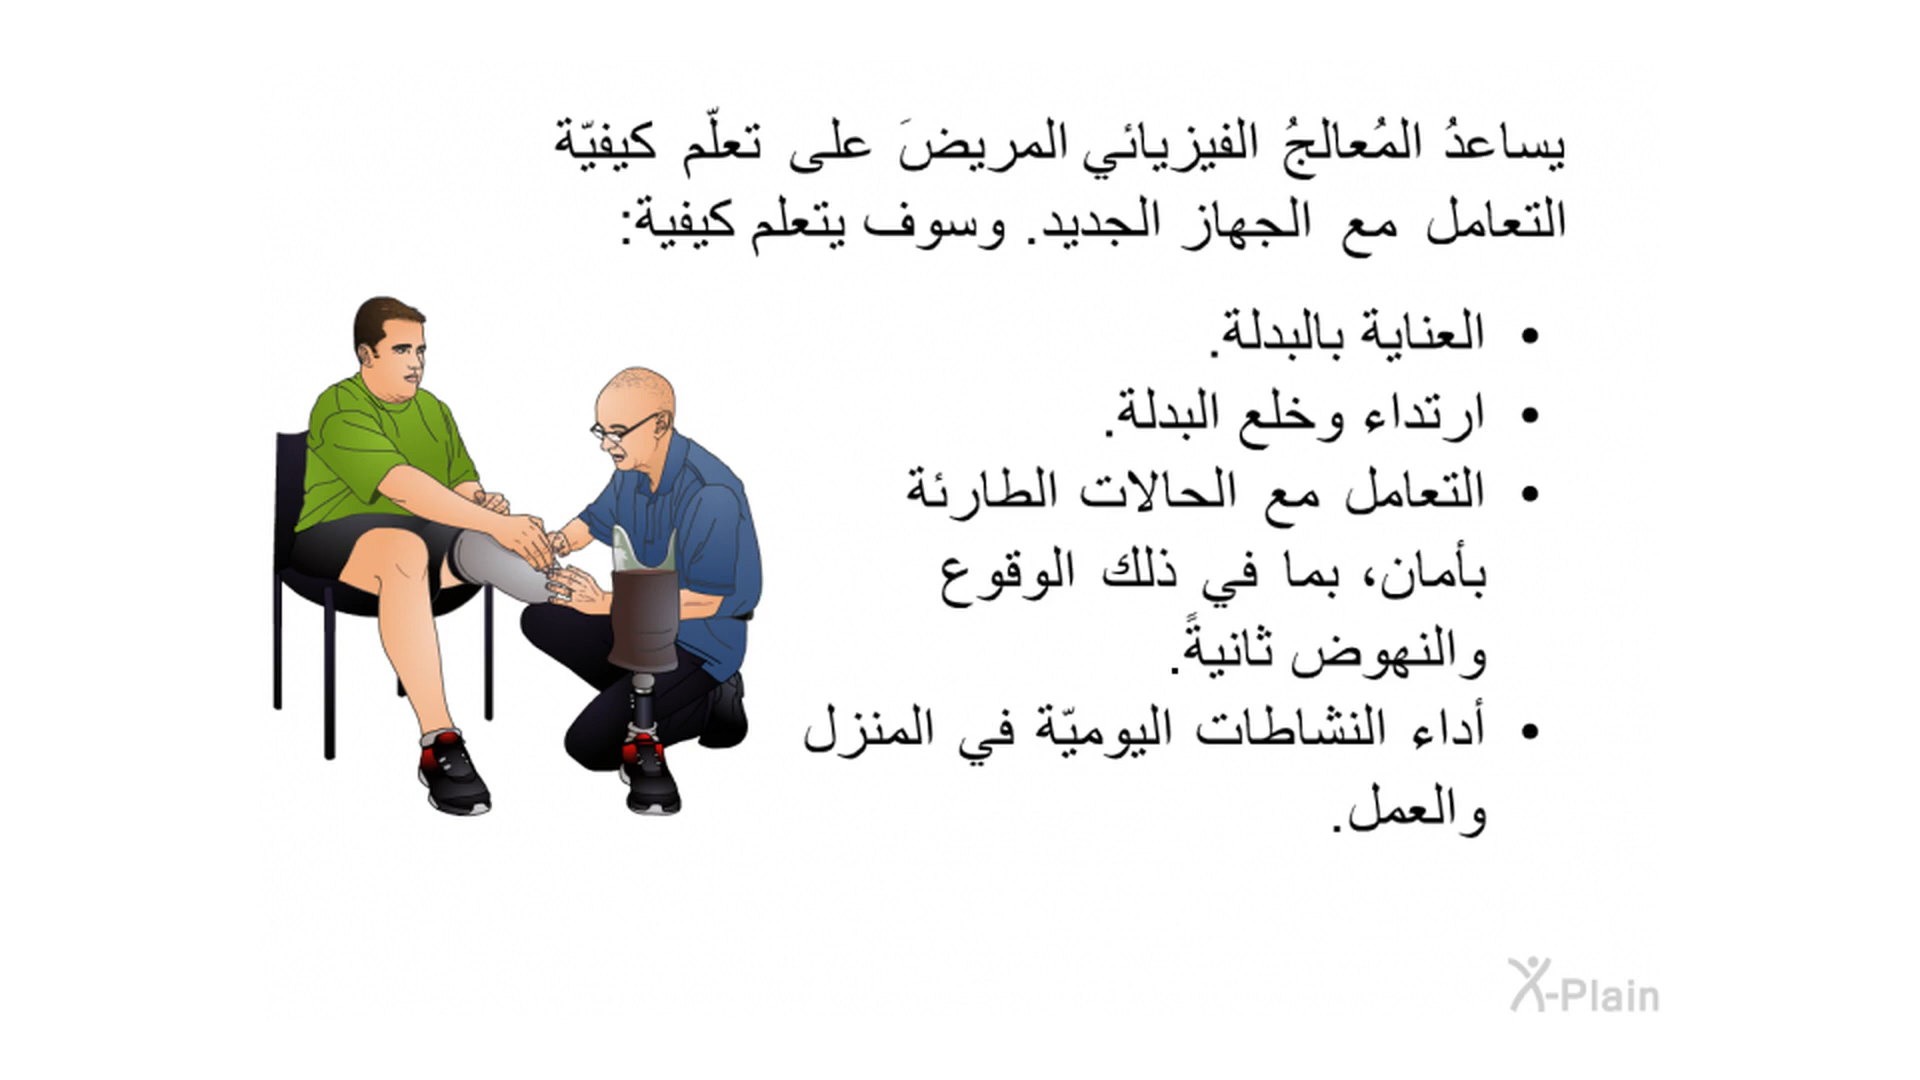 يساعدُ المُعالجُ الفيزيائي المريضَ على تعلّم كيفيّة
التعامل مع الجهاز الجديد. وسوف يتعلم كيفية:
• العناية بالبدلة.
• ارتداء وخلع البدلة.
• التعامل مع الحالات الطارئة
بأمان، بما في ذلك الوقوع
والنهوض ثانيةً.
• أداء النشاطات اليوميّة في المنزل
والعمل.
X-Plain